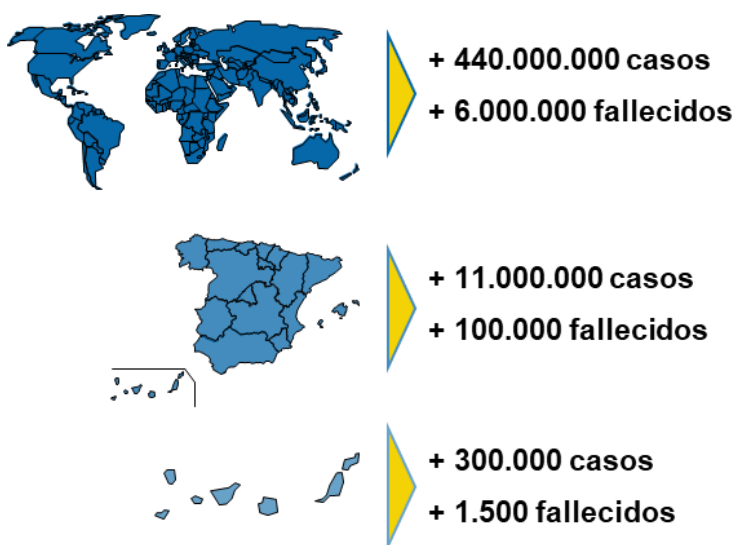 + 440.000.000 casos
+ 6.000.000 fallecidos
+ 11.000.000 casos
+ 100.000 fallecidos
+ 300.000 casos
+ 1.500 fallecidos